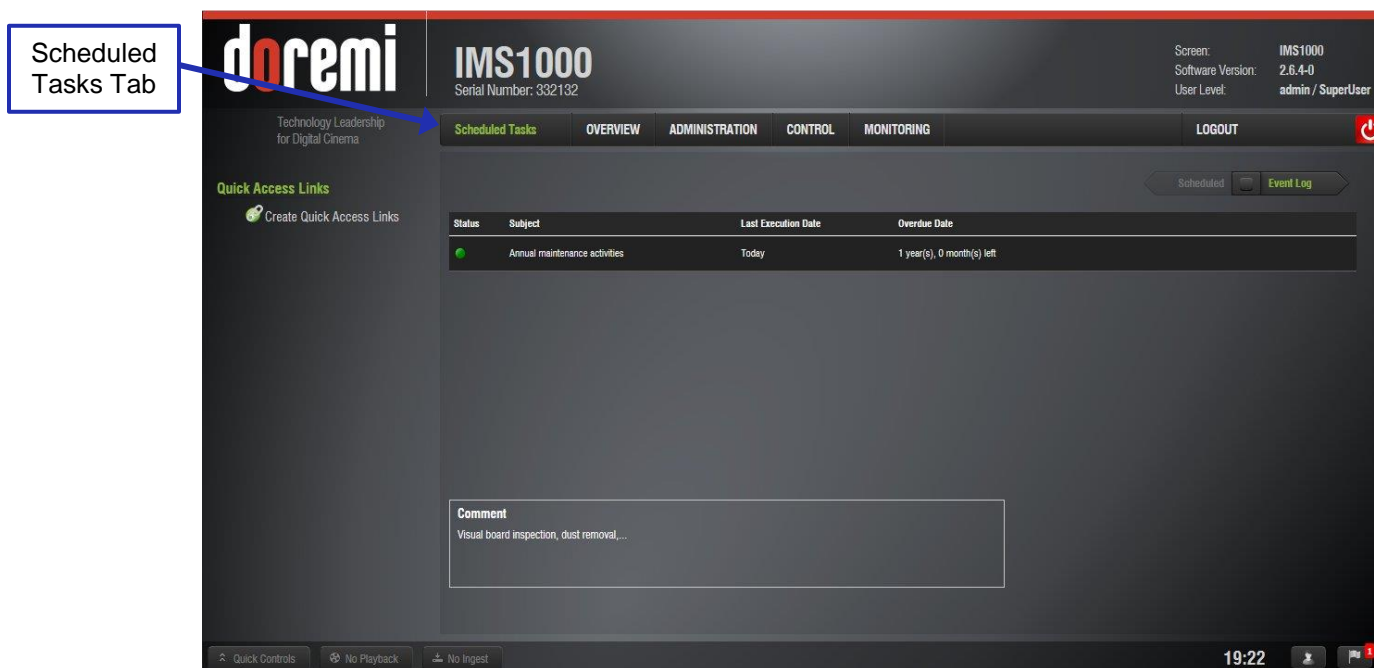 Scheduled
Tasks Tab
doremi
Technology Leadership
for Digital Cinema
IMS1000
Serial Number: 332132
Screen: IMS1000
Software Version: 2.6.4-0
User Level: admin / SuperUser
Scheduled Tasks OVERVIEW ADMINISTRATION CONTROL MONITORING LOGOUT
Quick Access Links
Create Quick Access Links
Scheduled Event Log
Status Subject Last Execution Date Overdue Date
Annual maintenance activities Today 1 year(s), 0 month(s) left
Comment
Visual board inspection, dust removal,...
Quick Controls No Playback No Ingest 19:22 1